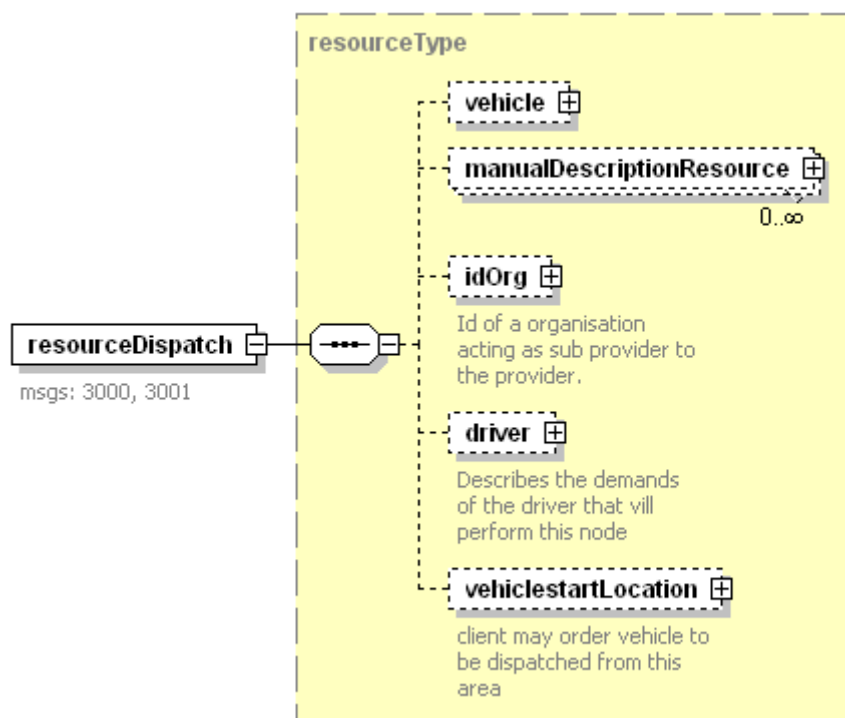 resourceType
vehicle
manualDescriptionResource
0..∞
idOrg
Id of a organisation
acting as sub provider to
the provider.
resourceDispatch
msgs: 3000, 3001
driver
Describes the demands
of the driver that vill
perform this node
vehiclestartLocation
client may order vehicle to
be dispatched from this
area